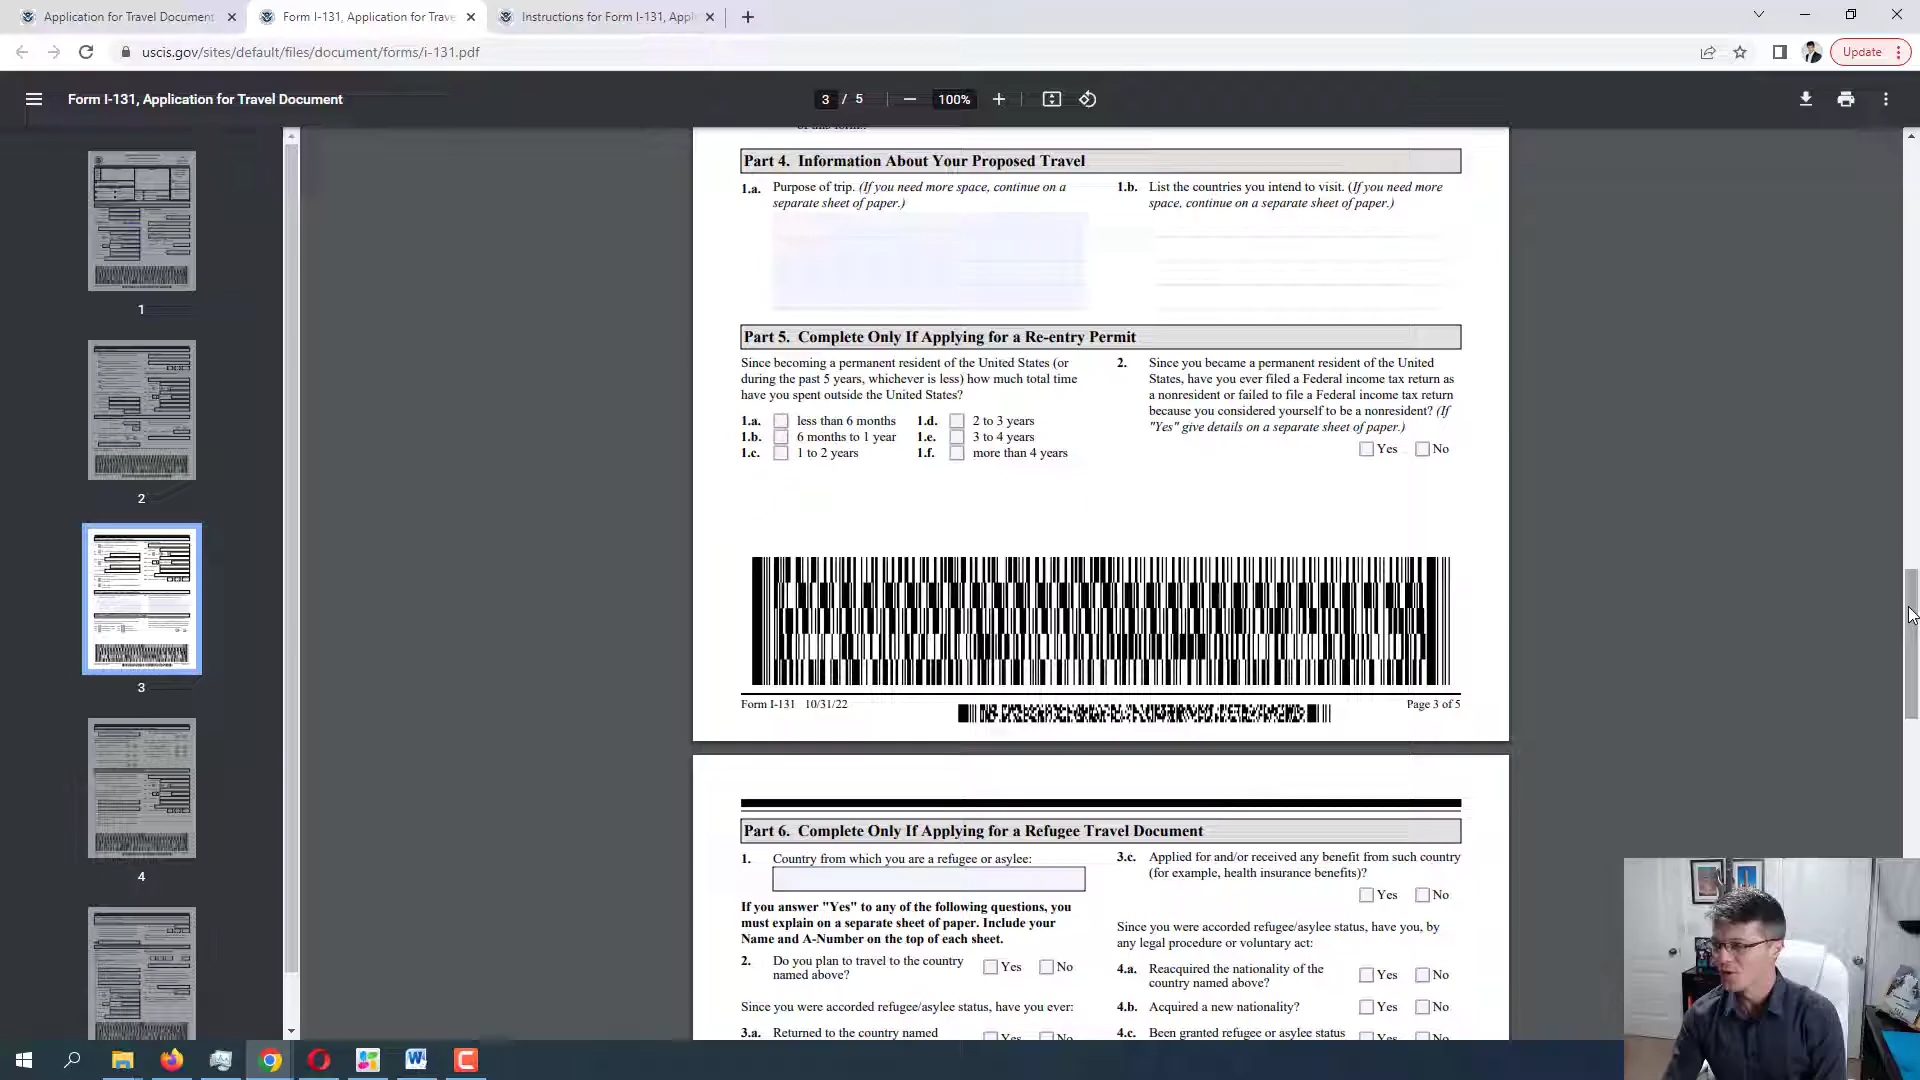 Application for Travel Document
Form I-131, Application for Trave
Instructions for Form I-131, Appl
uscis.gov/sites/default/files/document/forms/i-131.pdf
Update
Form I-131, Application for Travel Document
3 / 5
100%
1
2
3
4
of this form.
Part 4. Information About Your Proposed Travel
1.a. Purpose of trip. (If you need more space, continue on a
separate sheet of paper.)
1.b. List the countries you intend to visit. (If you need more
space, continue on a separate sheet of paper.)
Part 5. Complete Only If Applying for a Re-entry Permit
Since becoming a permanent resident of the United States (or
during the past 5 years, whichever is less) how much total time
have you spent outside the United States?
1.a. less than 6 months 1.d. 2 to 3 years
1.b. 6 months to 1 year 1.e. 3 to 4 years
1.c. 1 to 2 years 1.f. more than 4 years
2. Since you became a permanent resident of the United
States, have you ever filed a Federal income tax return as
a nonresident or failed to file a Federal income tax return
because you considered yourself to be a nonresident? (If
"Yes" give details on a separate sheet of paper.)
Yes No
Form I-131 10/31/22 Page 3 of 5
Part 6. Complete Only If Applying for a Refugee Travel Document
1. Country from which you are a refugee or asylee:
If you answer "Yes" to any of the following questions, you
must explain on a separate sheet of paper. Include your
Name and A-Number on the top of each sheet.
2. Do you plan to travel to the country
named above? Yes No
Since you were accorded refugee/asylee status, have you ever:
3.a. Returned to the country named Yes No
3.c. Applied for and/or received any benefit from such country
(for example, health insurance benefits)?
Yes No
Since you were accorded refugee/asylee status, have you, by
any legal procedure or voluntary act:
4.a. Reacquired the nationality of the
country named above? Yes No
4.b. Acquired a new nationality? Yes No
4.c. Been granted refugee or asylee status Yes No